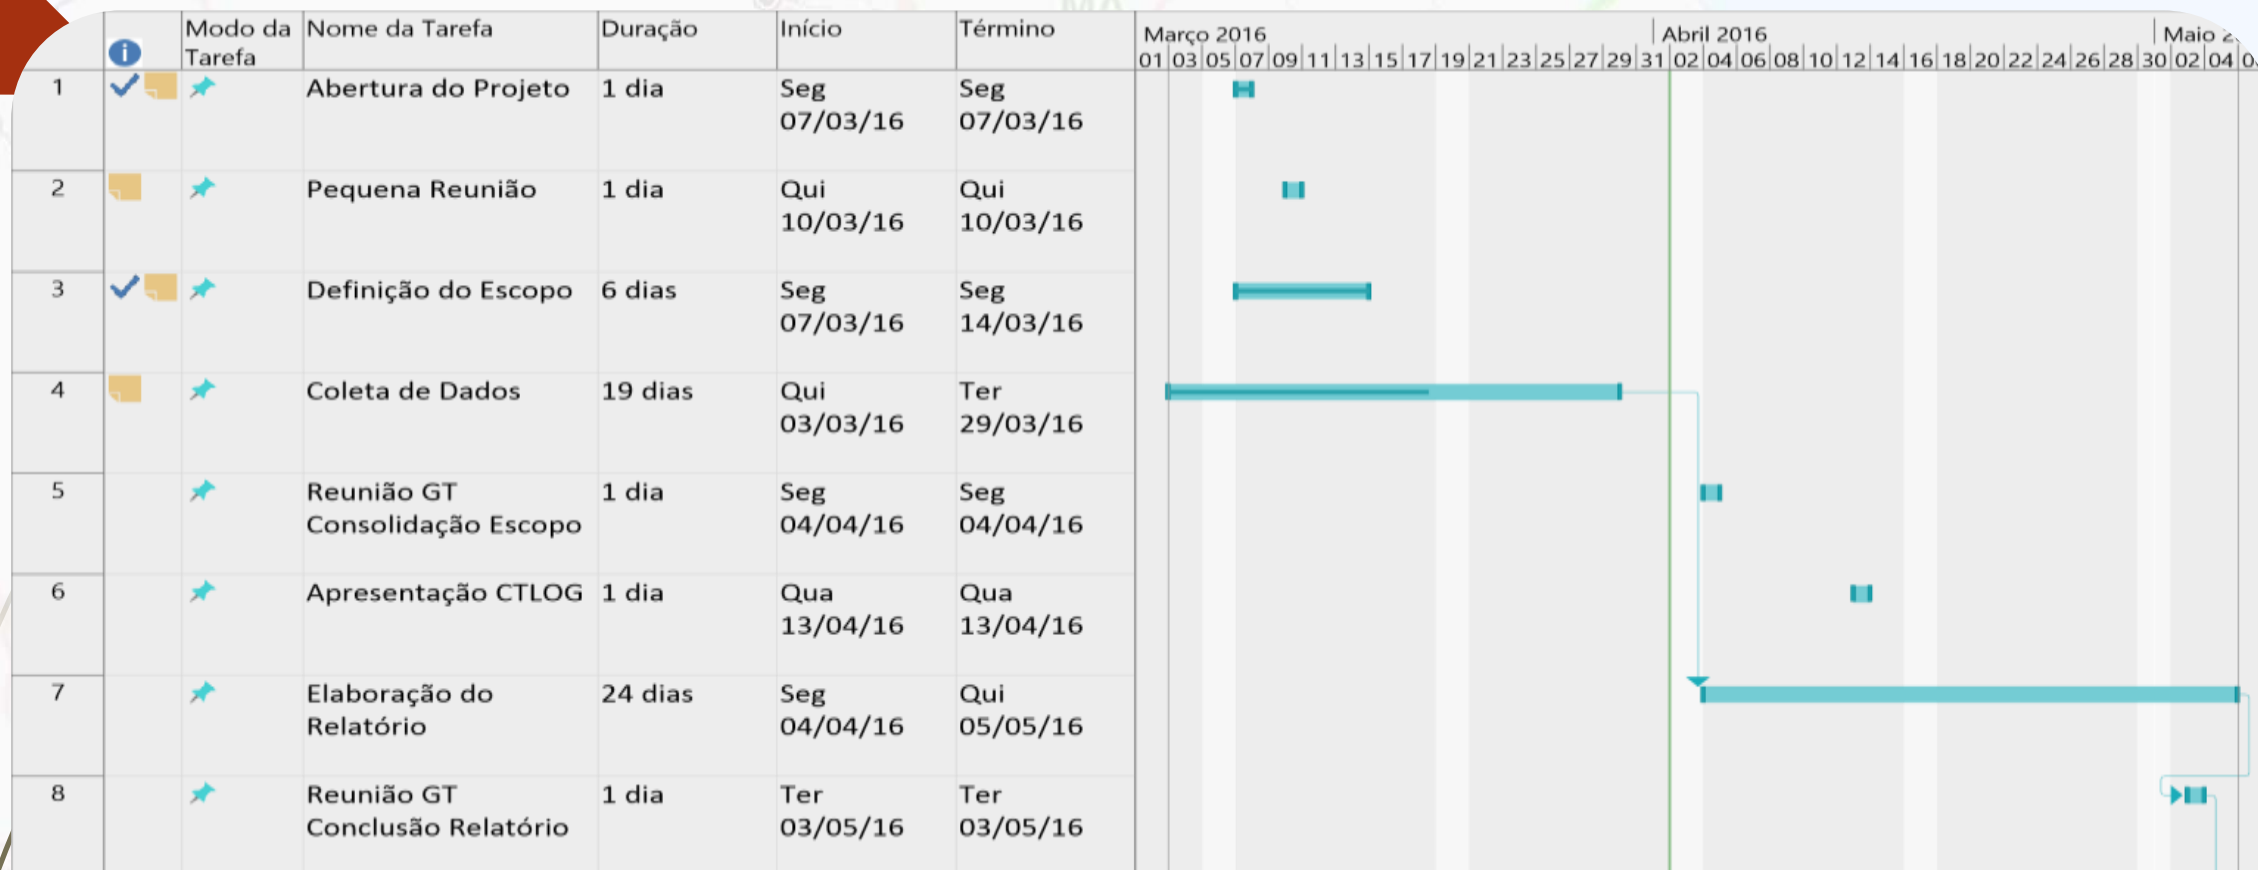 Modo da Tarefa Nome da Tarefa Duração Início Término
Março 2016 Abril 2016 Maio
01 03 05 07 09 11 13 15 17 19 21 23 25 27 29 31 02 04 06 08 10 12 14 16 18 20 22 24 26 28 30 02 04
1 Abertura do Projeto 1 dia Seg 07/03/16 Seg 07/03/16
2 Pequena Reunião 1 dia Qui 10/03/16 Qui 10/03/16
3 Definição do Escopo 6 dias Seg 07/03/16 Seg 14/03/16
4 Coleta de Dados 19 dias Qui 03/03/16 Ter 29/03/16
5 Reunião GT Consolidação Escopo 1 dia Seg 04/04/16 Seg 04/04/16
6 Apresentação CTLOG 1 dia Qua 13/04/16 Qua 13/04/16
7 Elaboração do Relatório 24 dias Seg 04/04/16 Qui 05/05/16
8 Reunião GT Conclusão Relatório 1 dia Ter 03/05/16 Ter 03/05/16